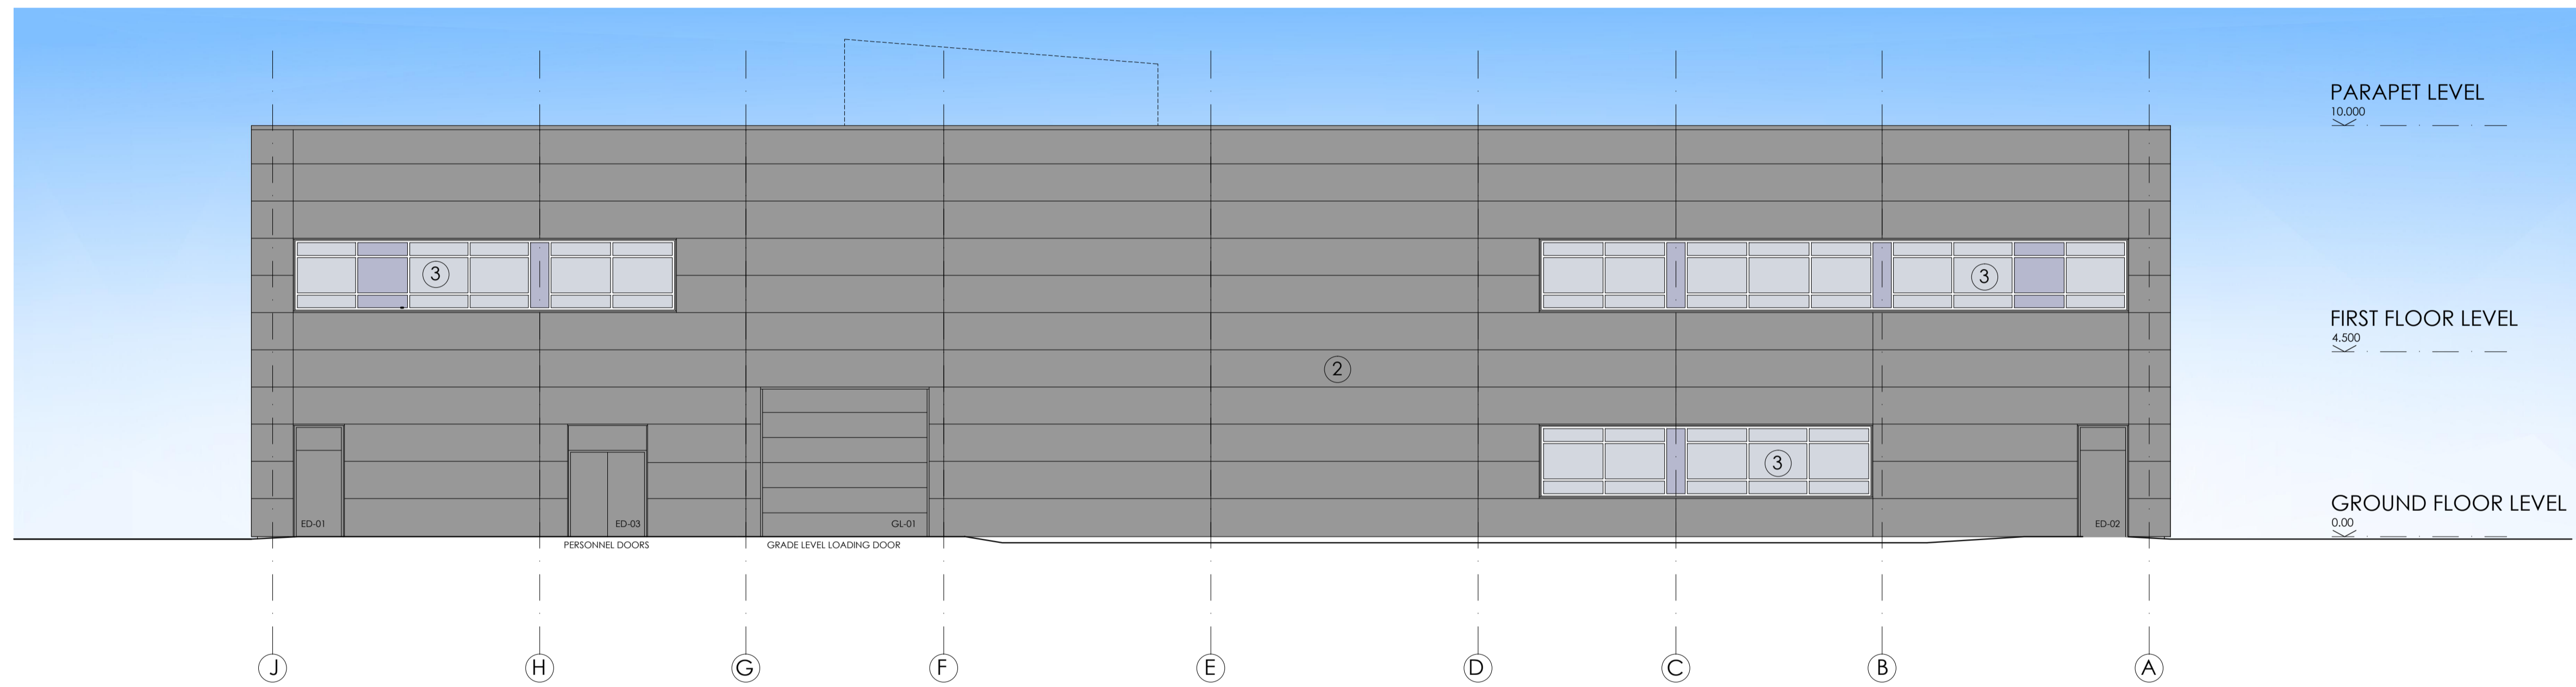 PARAPET LEVEL
10.000
3
3
FIRST FLOOR LEVEL
4.500
2
3
GROUND FLOOR LEVEL
0.00
ED-01
ED-03
GL-01
ED-02
PERSONNEL DOORS
GRADE LEVEL LOADING DOOR
J H G F E D C B A